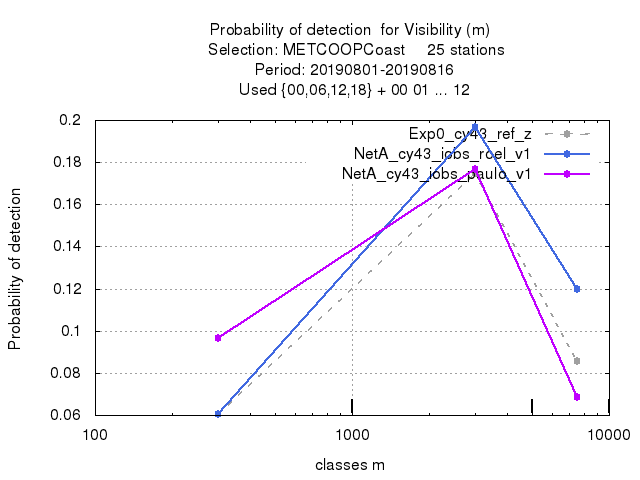 Probability of detection  for Visibility (m)
Selection: METCOOPCoast     25 stations
Period: 20190801-20190816
Used {00,06,12,18} + 00 01 ... 12
0.2
0.18
0.16
0.14
0.12
0.1
0.08
0.06
Probability of detection
Exp0_cy43_ref_z
NetA_cy43_iobs_roel_v1
NetA_cy43_iobs_paulo_v1
100
1000
10000
classes m